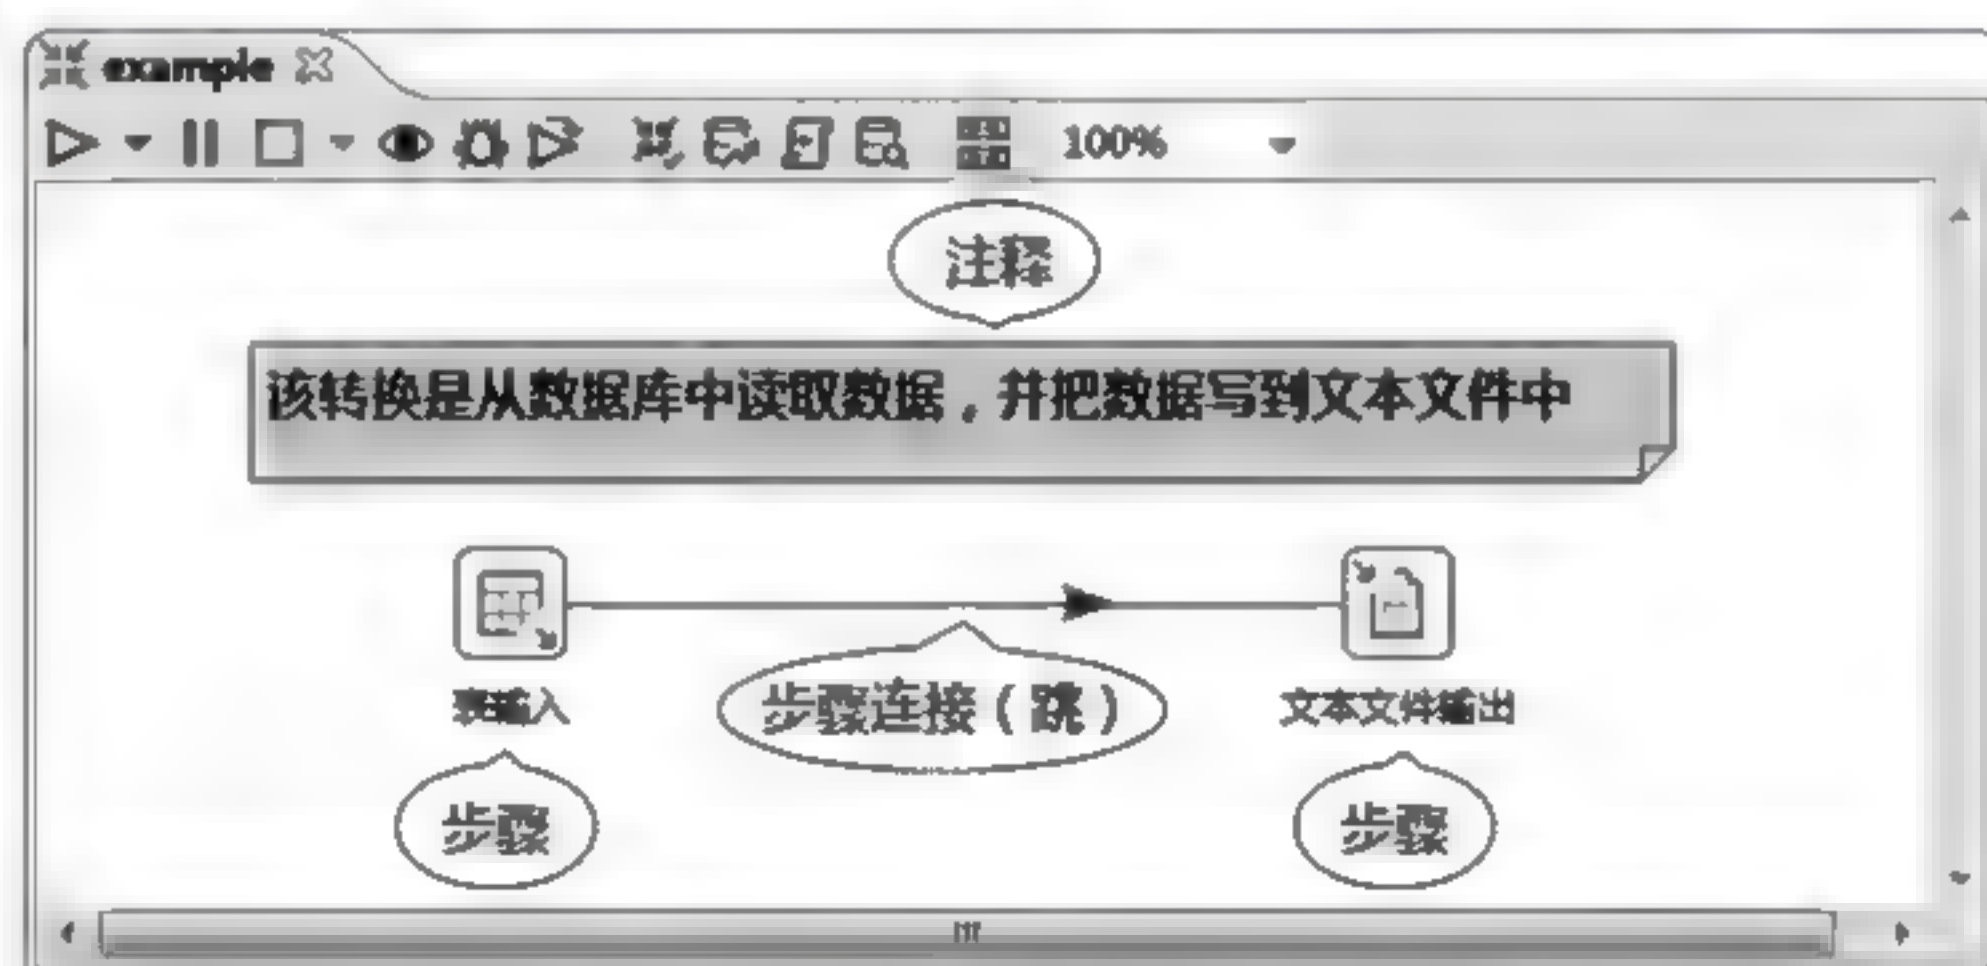 example
100%
注释
该转换是从数据库中读取数据，并把数据写到文本文件中
表输入
步骤连接（跳）
文本文件输出
步骤
步骤